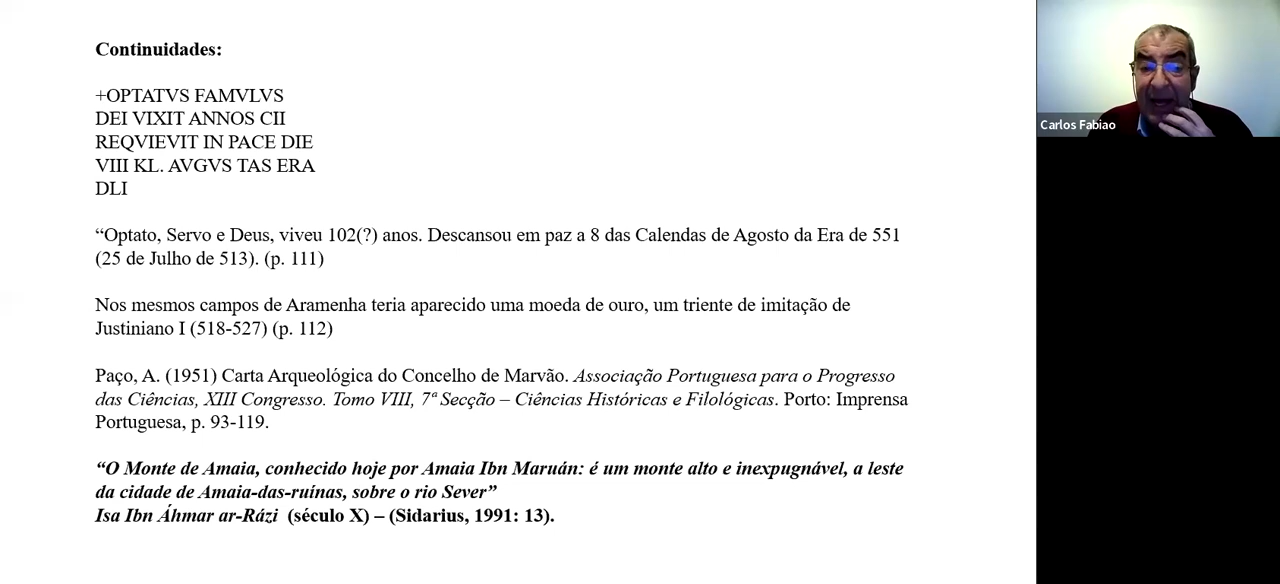 Continuidades:
+OPTATVS FAMVLVS
DEI VIXIT ANNOS CII
REQVIEVIT IN PACE DIE
VIII KL. AVGVS TAS ERA
DLI
“Optato, Servo e Deus, viveu 102(?) anos. Descansou em paz a 8 das Calendas de Agosto da Era de 551
(25 de Julho de 513). (p. 111)
Nos mesmos campos de Aramenha teria aparecido uma moeda de ouro, um triente de imitação de
Justiniano I (518-527) (p. 112)
Paço, A. (1951) Carta Arqueológica do Concelho de Marvão. Associação Portuguesa para o Progresso
das Ciências, XIII Congresso. Tomo VIII, 7ª Secção – Ciências Históricas e Filológicas. Porto: Imprensa
Portuguesa, p. 93-119.
“O Monte de Amaia, conhecido hoje por Amaia Ibn Maruán: é um monte alto e inexpugnável, a leste
da cidade de Amaia-das-ruínas, sobre o rio Sever”
Isa Ibn Áhmar ar-Rázi (século X) – (Sidarius, 1991: 13).
Carlos Fabiao